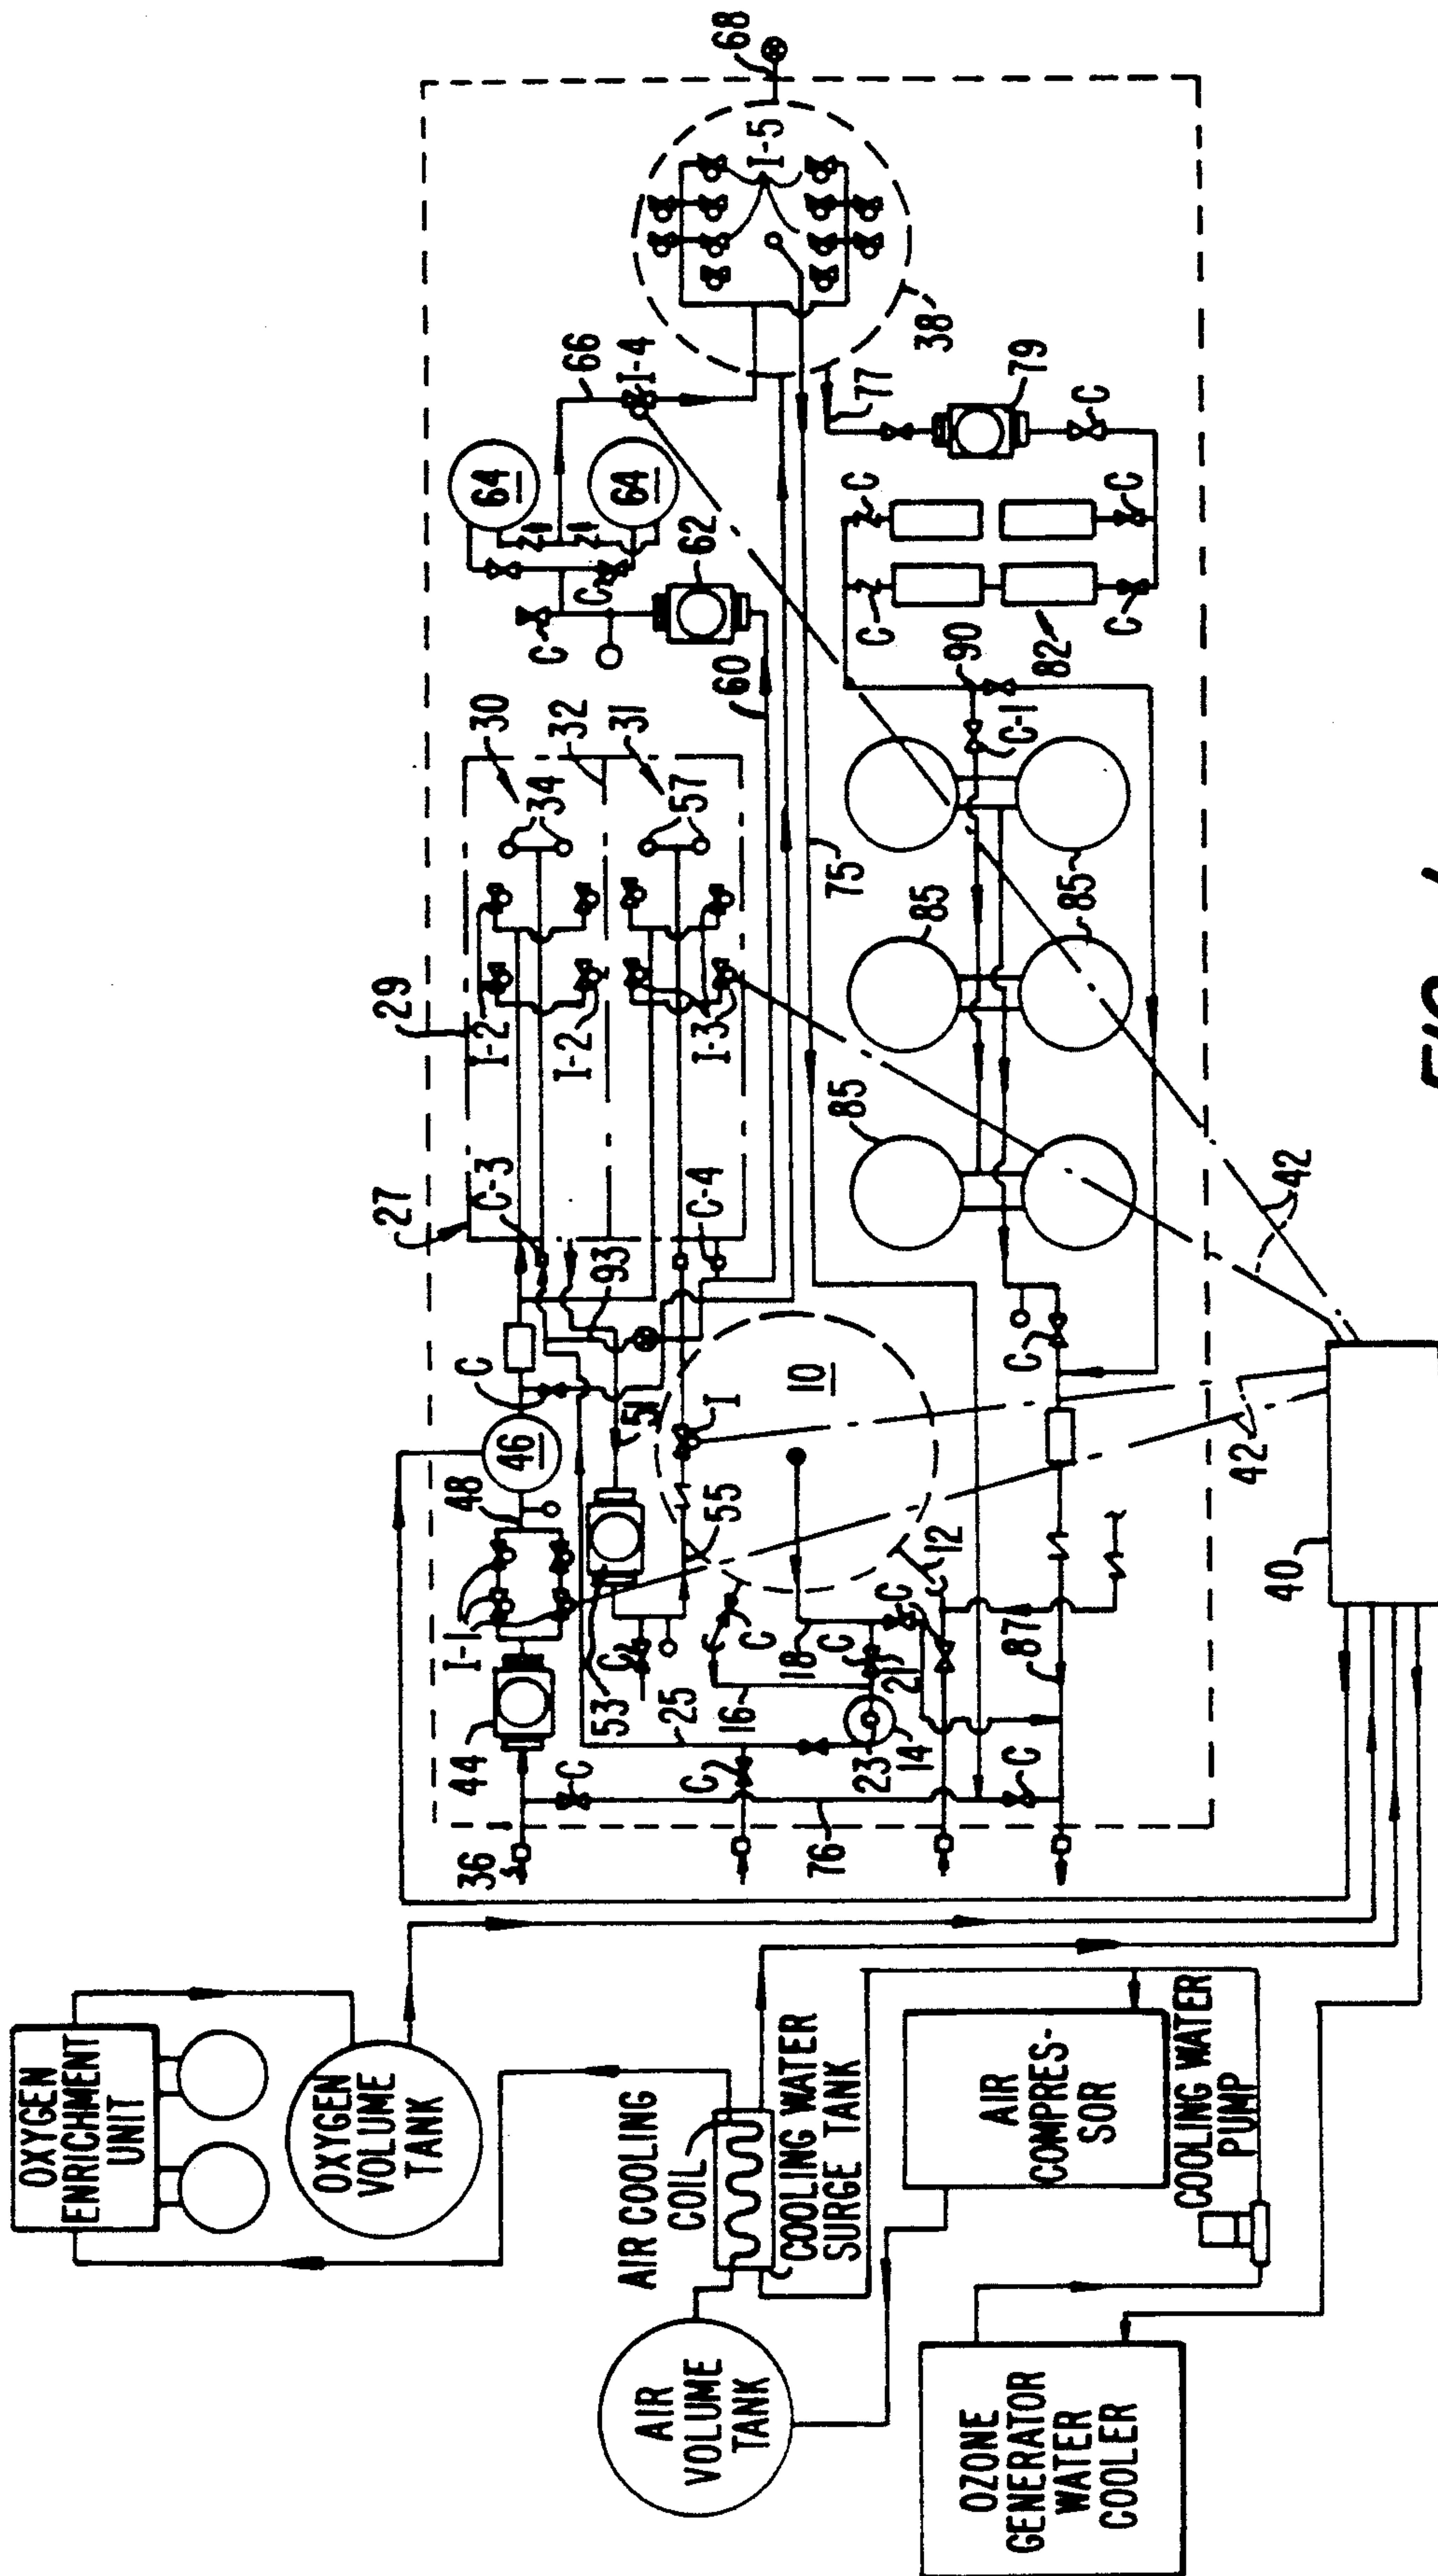 OXYGEN
ENRICHMENT
UNIT
OXYGEN
VOLUME
TANK
AIR COOLING
COIL
COOLING WATER
SURGE TANK
AIR
VOLUME
TANK
AIR
COMPRES-
SOR
COOLING WATER
PUMP
OZONE
GENERATOR
WATER
COOLER
36
44
I-1
48
46
C
27
C-3
29
I-2
I-2
30
34
32
31
57
I-3
C-4
93
51
53
C
55
25
C
C
76
16
C
18
C
C
21
23
14
12
10
I
C
87
C
40
42
42
60
62
C
C
64
64
66
I-4
68
I-5
38
75
77
79
C
C
C
C
C
82
90
C-1
85
85
85
85
FIG. 1